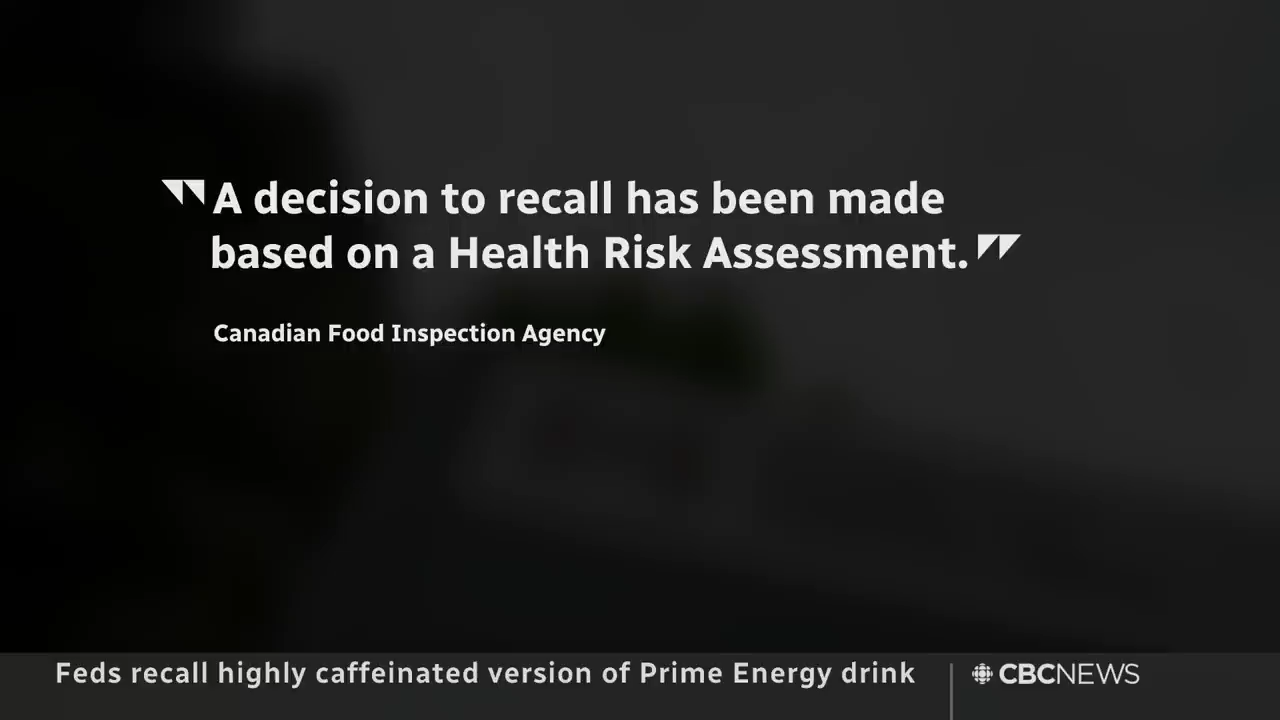 "A decision to recall has been made
based on a Health Risk Assessment."
Canadian Food Inspection Agency
Feds recall highly caffeinated version of Prime Energy drink
CBCNEWS